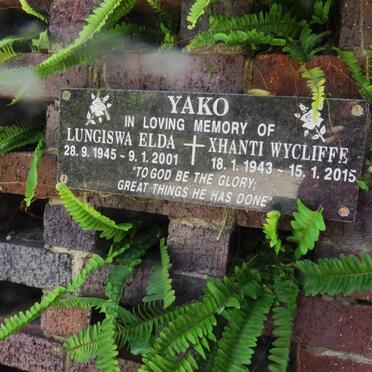 YAKO
IN LOVING MEMORY OF
LUNGISWA ELDA XHANTI WYCLIFFE
28.9.1945 ~ 9.1.2001 18.1.1943 ~ 15.1.2015
"TO GOD BE THE GLORY;
GREAT THINGS HE HAS DONE"